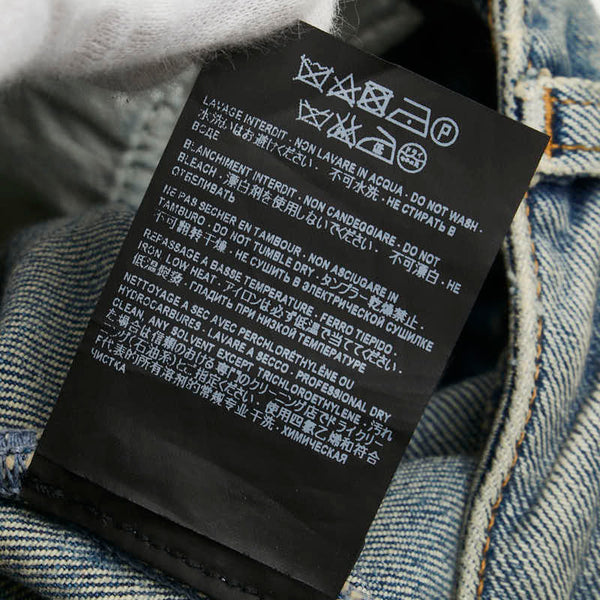 LAVAGE INTERDIT . NON LAVARE IN ACQUA . DO NOT WASH .
水洗いはお避けください . 不可水洗 . НЕ СТИРАТЬ В
ВОДЕ
BLANCHIMENT INTERDIT . NON CANDEGGIARE . DO NOT
BLEACH . 漂白剤を使用しないでください . 不可漂白 . НЕ
ОТБЕЛИВАТЬ
NE PAS SECHER EN TAMBOUR . NON ASCIUGARE IN
TAMBURO . DO NOT TUMBLE DRY . タンブラー乾燥禁止 .
不可翻转干燥 . НЕ СУШИТЬ В ЭЛЕКТРИЧЕСКОЙ СУШИЛКЕ
REPASSAGE A BASSE TEMPERATURE . FERRO TIEPIDO .
IRON LOW HEAT . アイロンは必ず低温で当ててください .
低温熨烫 . ГЛАДИТЬ ПРИ НИЗКОЙ ТЕМПЕРАТУРЕ
NETTOYAGE A SEC AVEC PERCHLORÉTHYLÈNE OU
HYDROCARBURES . LAVAGE A SECCO . PROFESSIONAL DRY
CLEAN ANY SOLVENT EXCEPT TRICHLOROETHYLENE . 汚れ
た場合は信頼のおける専門のクリーニング店でドライクリー
ニング(石油系)にご指定ください . 使用四氯乙烯和符合
代表的所有溶剂的常规专业干洗 . ХИМИЧЕСКАЯ
ЧИСТКА